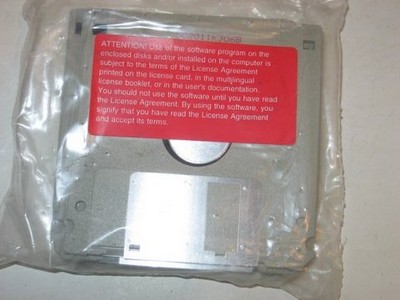 ATTENTION! Use of the software program on the
enclosed disks and/or installed on the computer is
subject to the terms of the License Agreement
printed on the license card, in the multilingual
license booklet, or in the user's documentation.
You should not use the software until you have read
the License Agreement. By using the software, you
signify that you have read the License Agreement
and accept its terms.